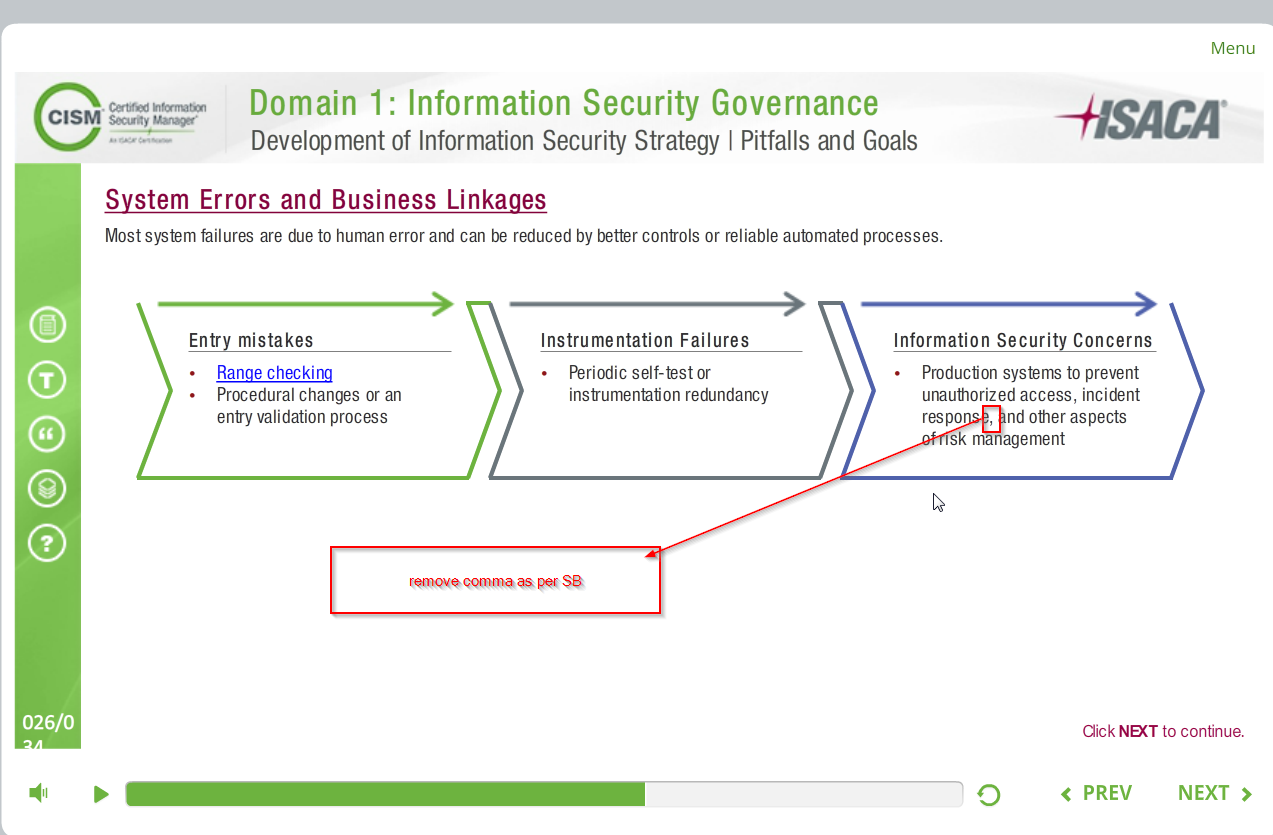 Menu
CISM
Certified Information
Security Manager®
An ISACA® Certification
Domain 1: Information Security Governance
Development of Information Security Strategy | Pitfalls and Goals
ISACA®
System Errors and Business Linkages
Most system failures are due to human error and can be reduced by better controls or reliable automated processes.
Entry mistakes
• Range checking
• Procedural changes or an
entry validation process
Instrumentation Failures
• Periodic self-test or
instrumentation redundancy
Information Security Concerns
• Production systems to prevent
unauthorized access, incident
response, and other aspects
of risk management
T
?
remove comma as per SB
026/0
34
Click NEXT to continue.
PREV
NEXT